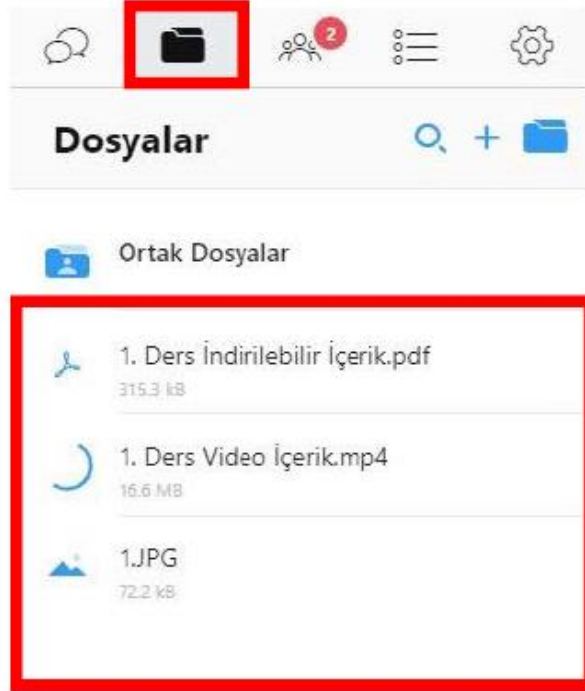 2
Dosyalar
Ortak Dosyalar
1. Ders İndirilebilir İçerik.pdf
315.3 kB
1. Ders Video İçerik.mp4
16.6 MB
1.JPG
72.2 kB